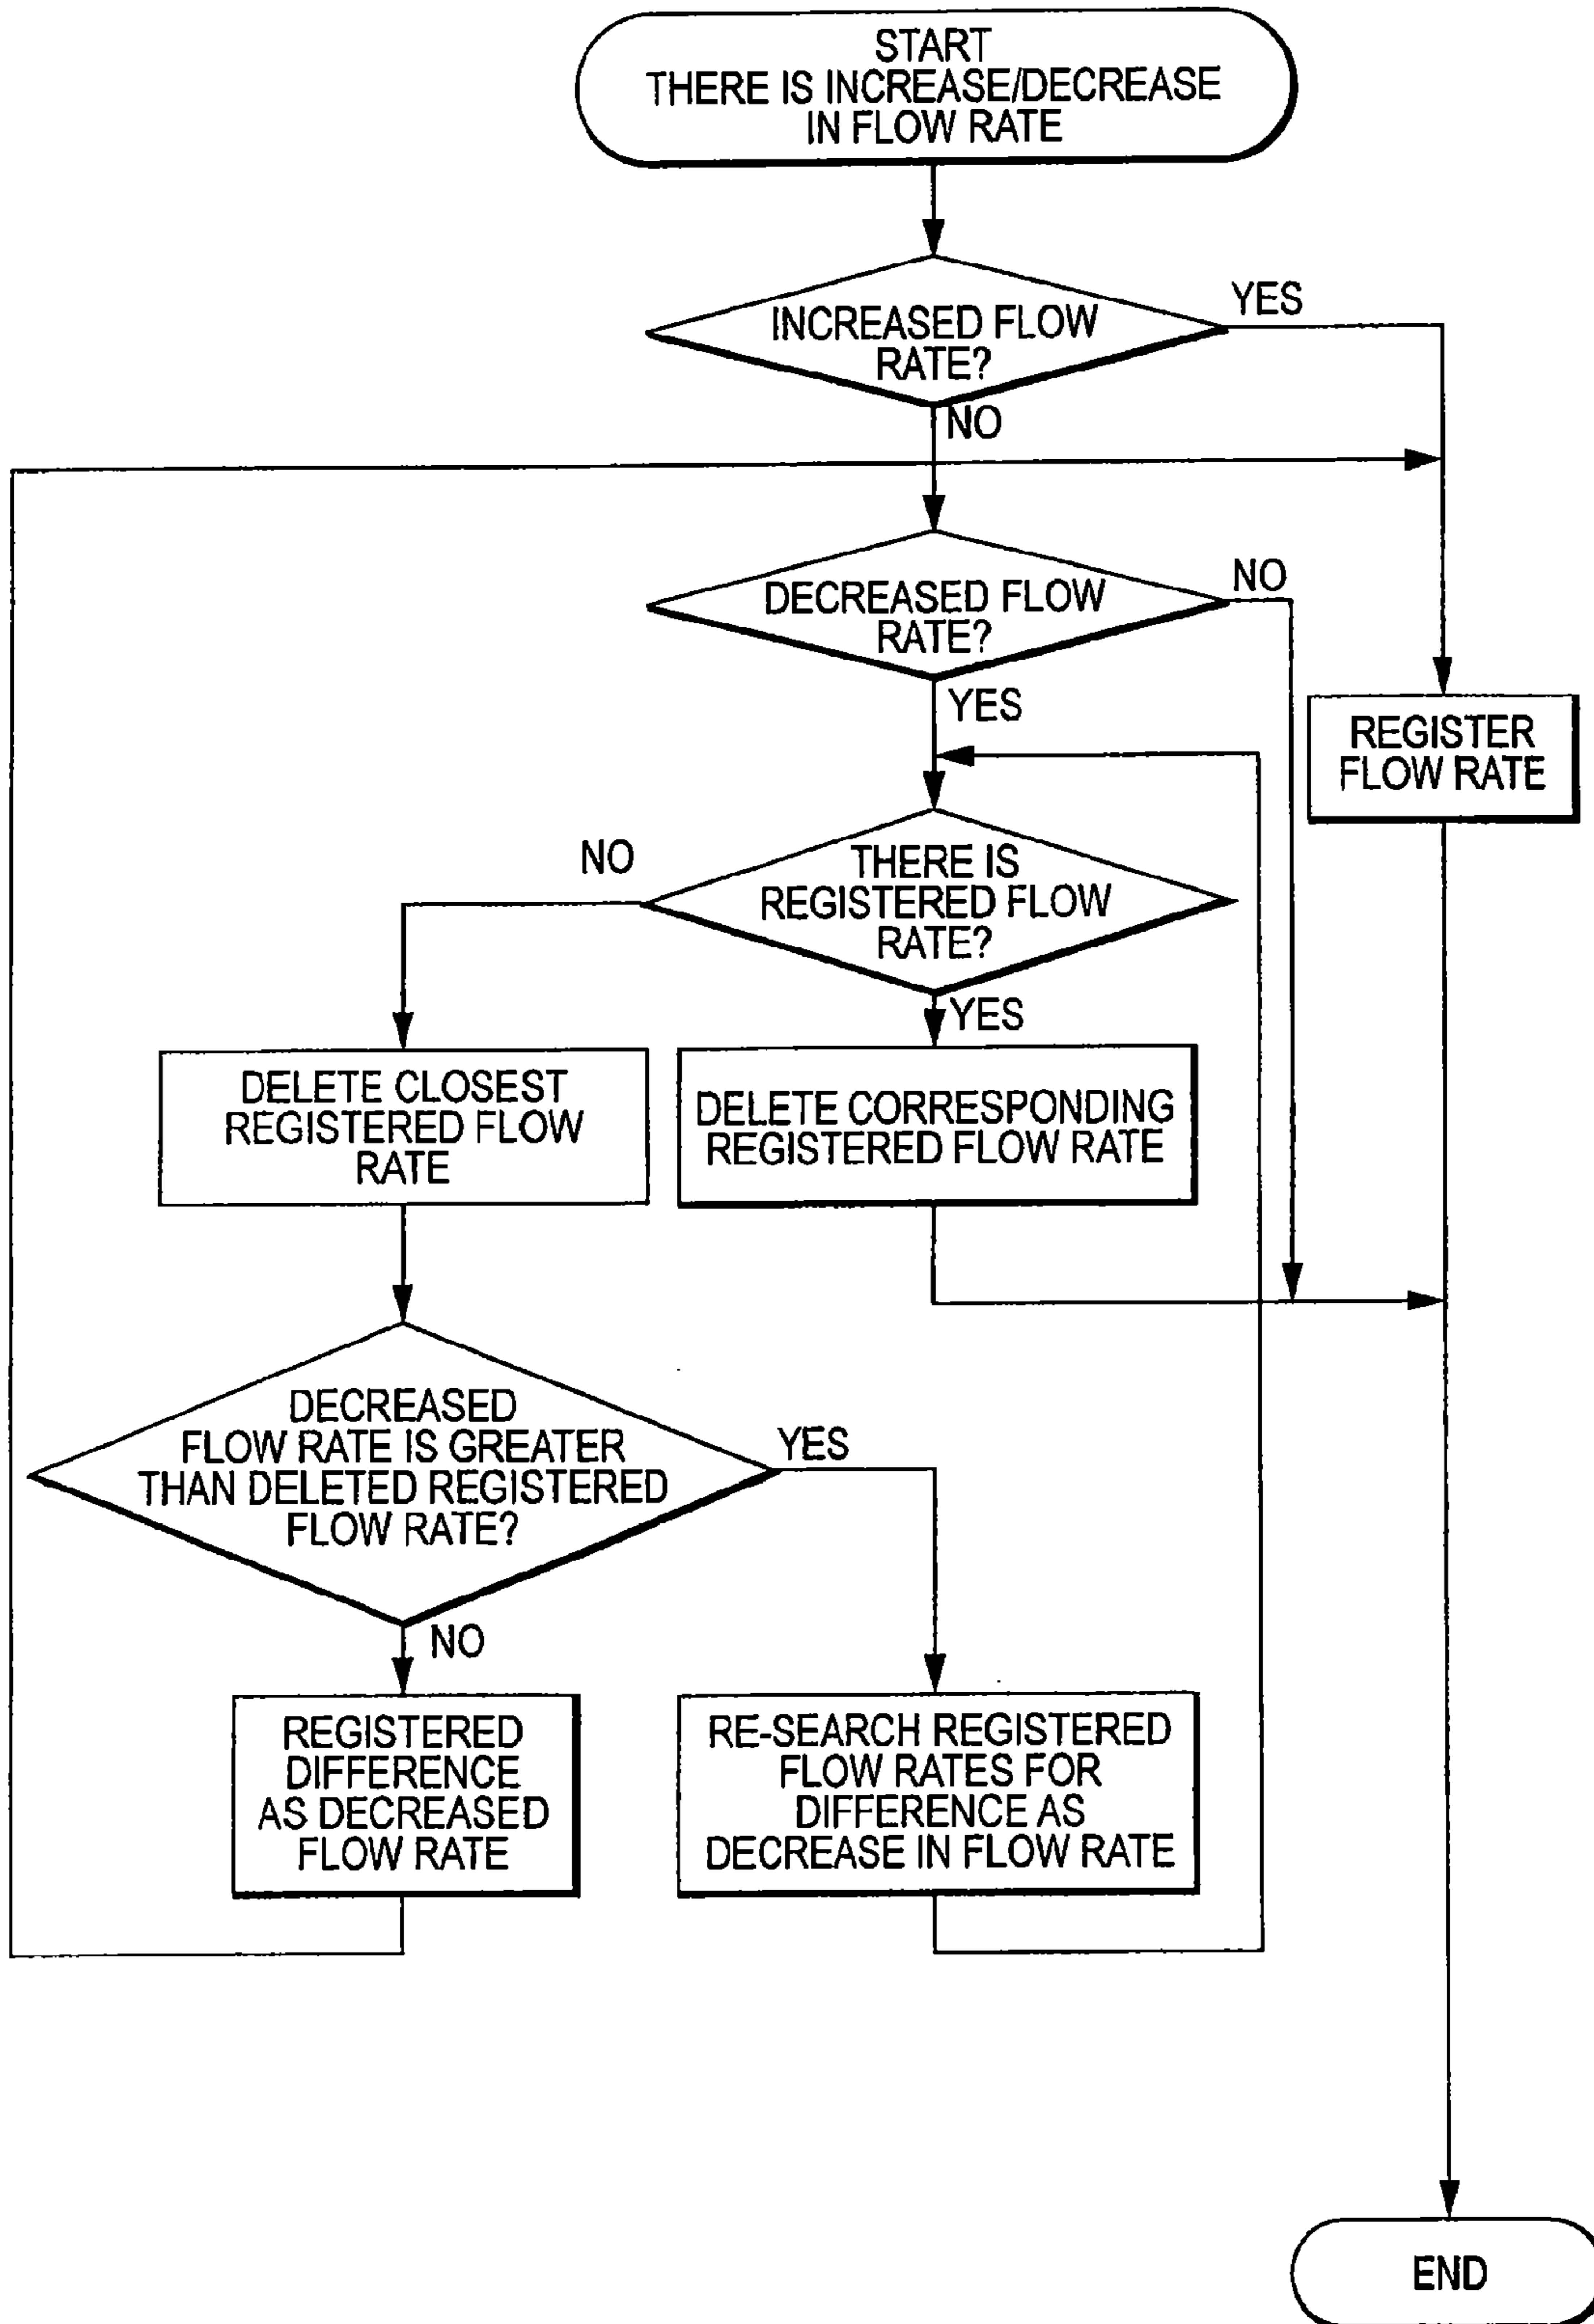 START
THERE IS INCREASE/DECREASE
IN FLOW RATE
INCREASED FLOW
RATE?
YES
NO
DECREASED FLOW
RATE?
NO
YES
REGISTER
FLOW RATE
THERE IS
REGISTERED FLOW
RATE?
NO
YES
DELETE CLOSEST
REGISTERED FLOW
RATE
DELETE CORRESPONDING
REGISTERED FLOW RATE
DECREASED
FLOW RATE IS GREATER
THAN DELETED REGISTERED
FLOW RATE?
YES
NO
REGISTERED
DIFFERENCE
AS DECREASED
FLOW RATE
RE-SEARCH REGISTERED
FLOW RATES FOR
DIFFERENCE AS
DECREASE IN FLOW RATE
END